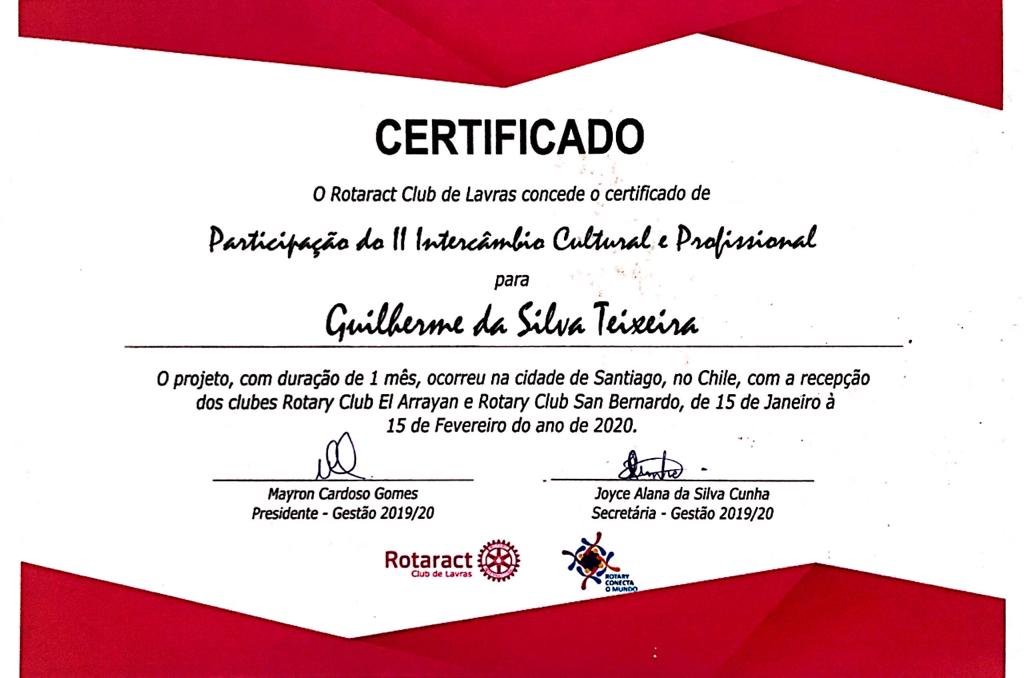 CERTIFICADO
O Rotaract Club de Lavras concede o certificado de
Participação do II Intercâmbio Cultural e Profissional
para
Guilherme da Silva Teixeira
O projeto, com duração de 1 mês, ocorreu na cidade de Santiago, no Chile, com a recepção
dos clubes Rotary Club El Arrayan e Rotary Club San Bernardo, de 15 de Janeiro à
15 de Fevereiro do ano de 2020.
Mayron Cardoso Gomes
Presidente - Gestão 2019/20
Joyce Alana da Silva Cunha
Secretária - Gestão 2019/20
Rotaract
Club de Lavras
ROTARY
CONECTA
O MUNDO